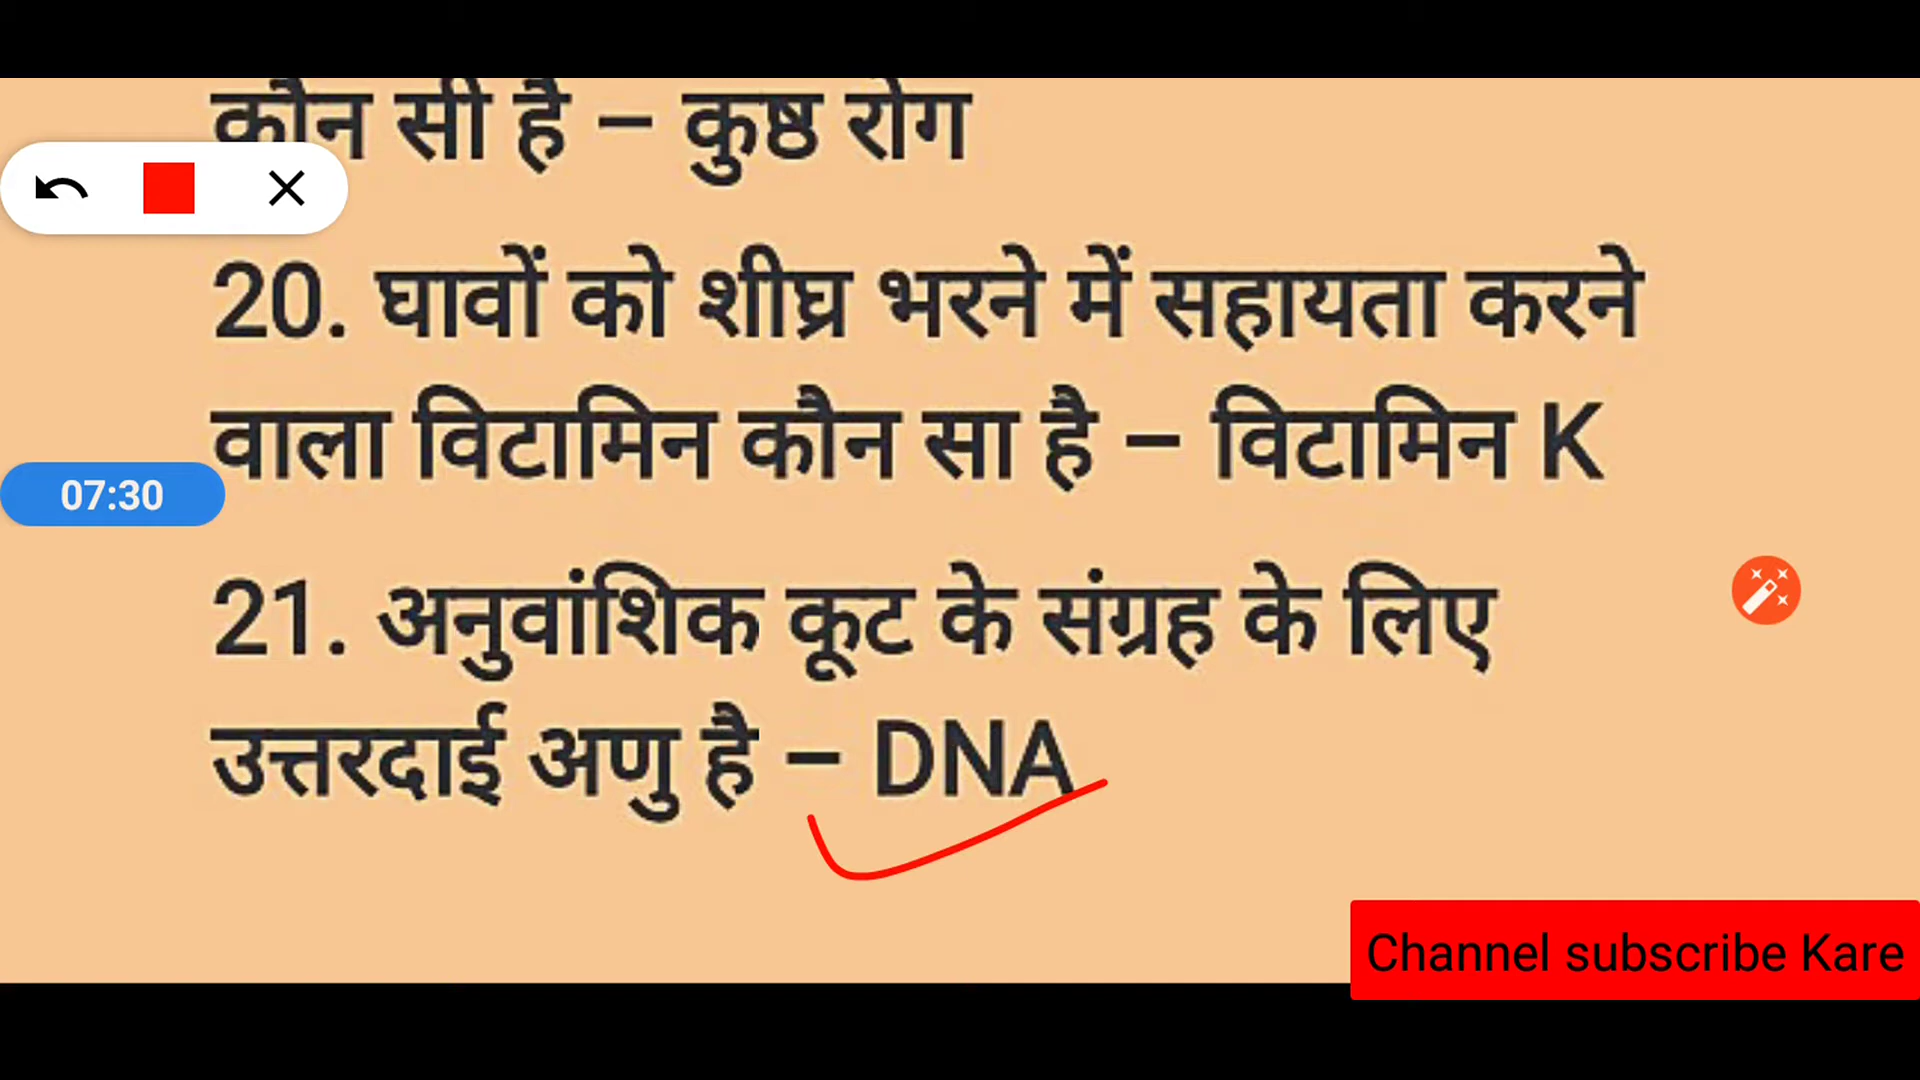 कौन सी है – कुष्ठ रोग
20. घावों को शीघ्र भरने में सहायता करने
वाला विटामिन कौन सा है – विटामिन K
07:30
21. अनुवांशिक कूट के संग्रह के लिए
उत्तरदाई अणु है – DNA
Channel subscribe Kare